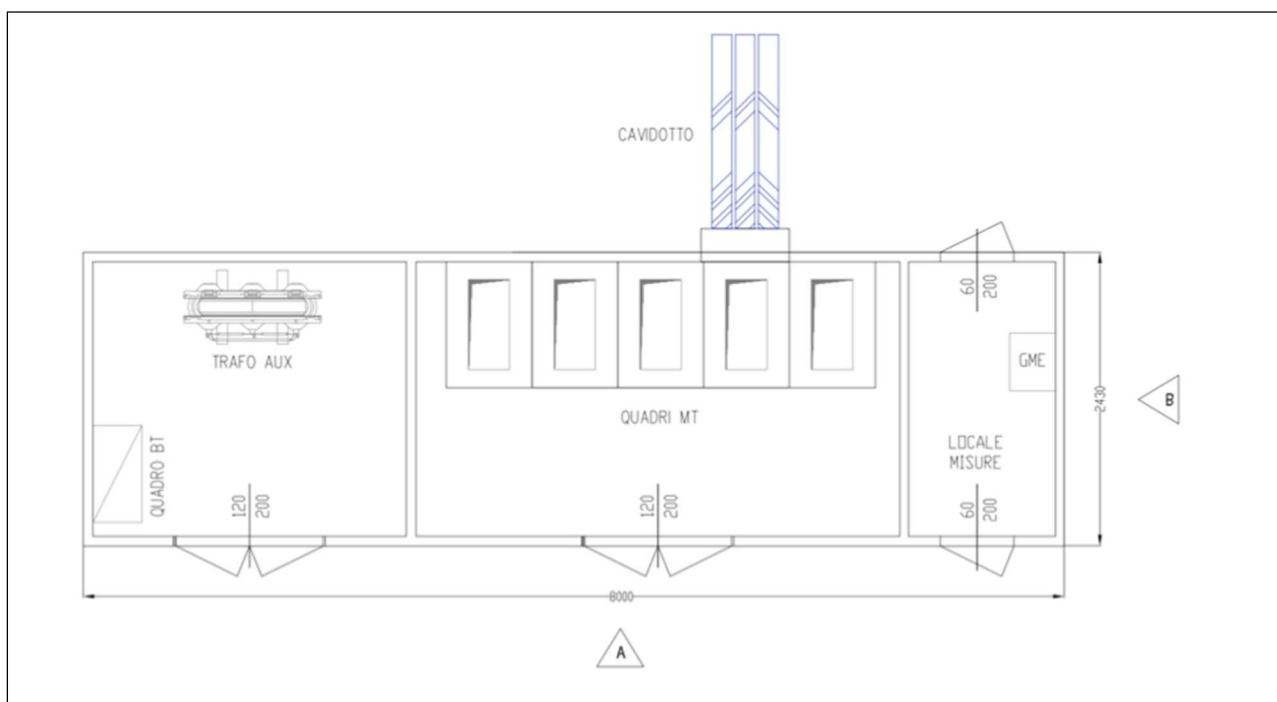 CAVIDOTTO
60
200
TRAFO AUX
GME
QUADRI MT
2430
B
QUADRO BT
LOCALE
MISURE
120
200
120
200
60
200
8000
A